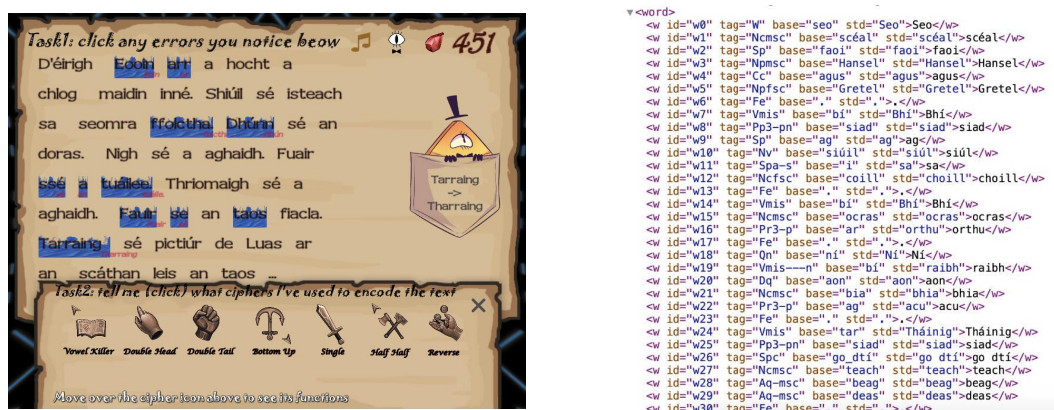 Task1: click any errors you notice beow
451
D'éirigh Eooin arr a hocht a
chlog maidin inné. Shiúil sé isteach
sa seomra ffolctha Dhúnn sé an
doras. Nigh sé a aghaidh. Fuair
ssé a tuállee. Thriomaigh sé a
aghaidh. Fauir se an taos fiacla.
Tarraing sé pictiúr de Luas ar
an scáthan leis an taos ...
Tarraing
->
Tharraing
Task2: tell me (click) what ciphers I've used to encode the text
Vowel Killer Double Head Double Tail Bottom Up Single Half Half Reverse
Move over the cipher icon above to see its functions
▼<word>
<w id="w0" tag="W" base="seo" std="Seo">Seo</w>
<w id="w1" tag="Ncmsc" base="scéal" std="scéal">scéal</w>
<w id="w2" tag="Sp" base="faoi" std="faoi">faoi</w>
<w id="w3" tag="Npmsc" base="Hansel" std="Hansel">Hansel</w>
<w id="w4" tag="Cc" base="agus" std="agus">agus</w>
<w id="w5" tag="Npfsc" base="Gretel" std="Gretel">Gretel</w>
<w id="w6" tag="Fe" base="." std=".">.</w>
<w id="w7" tag="Vmis" base="bí" std="Bhí">Bhí</w>
<w id="w8" tag="Pp3-pn" base="siad" std="siad">siad</w>
<w id="w9" tag="Sp" base="ag" std="ag">ag</w>
<w id="w10" tag="Nv" base="siúil" std="siúl">siúl</w>
<w id="w11" tag="Spa-s" base="i" std="sa">sa</w>
<w id="w12" tag="Ncfsc" base="coill" std="choill">choill</w>
<w id="w13" tag="Fe" base="." std=".">.</w>
<w id="w14" tag="Vmis" base="bí" std="Bhí">Bhí</w>
<w id="w15" tag="Ncmsc" base="ocras" std="ocras">ocras</w>
<w id="w16" tag="Pr3-p" base="ar" std="orthu">orthu</w>
<w id="w17" tag="Fe" base="." std=".">.</w>
<w id="w18" tag="Qn" base="ní" std="Ní">Ní</w>
<w id="w19" tag="Vmis---n" base="bí" std="raibh">raibh</w>
<w id="w20" tag="Dq" base="aon" std="aon">aon</w>
<w id="w21" tag="Ncmsc" base="bia" std="bhia">bhia</w>
<w id="w22" tag="Pr3-p" base="ag" std="acu">acu</w>
<w id="w23" tag="Fe" base="." std=".">.</w>
<w id="w24" tag="Vmis" base="tar" std="Tháinig">Tháinig</w>
<w id="w25" tag="Pp3-pn" base="siad" std="siad">siad</w>
<w id="w26" tag="Spc" base="go_dtí" std="go dtí">go dtí</w>
<w id="w27" tag="Ncmsc" base="teach" std="teach">teach</w>
<w id="w28" tag="Aq-msc" base="beag" std="beag">beag</w>
<w id="w29" tag="Aq-msc" base="deas" std="deas">deas</w>
<w id="w30" tag="Fe" base="." std=".">.</w>